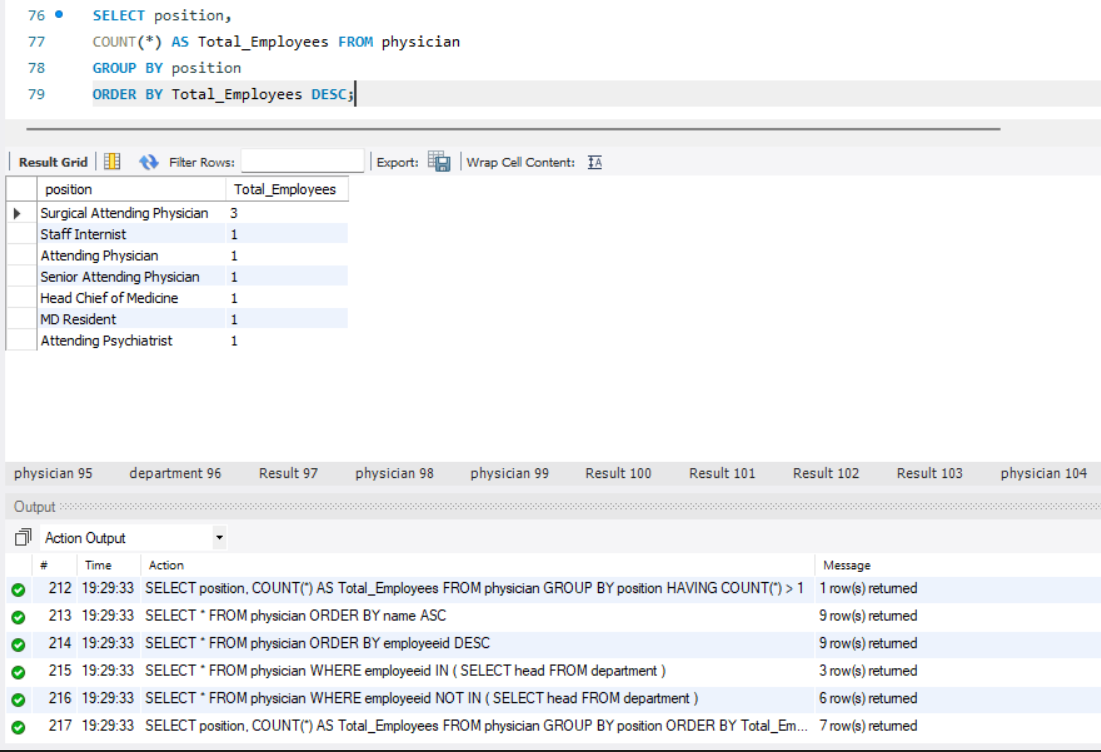 76 SELECT position,
77 COUNT(*) AS Total_Employees FROM physician
78 GROUP BY position
79 ORDER BY Total_Employees DESC;
Result Grid Filter Rows: Export: Wrap Cell Content:
position Total_Employees
Surgical Attending Physician 3
Staff Internist 1
Attending Physician 1
Senior Attending Physician 1
Head Chief of Medicine 1
MD Resident 1
Attending Psychiatrist 1
physician 95 department 96 Result 97 physician 98 physician 99 Result 100 Result 101 Result 102 Result 103 physician 104
Output
Action Output
# Time Action Message
212 19:29:33 SELECT position, COUNT(*) AS Total_Employees FROM physician GROUP BY position HAVING COUNT(*) > 1 1 row(s) returned
213 19:29:33 SELECT * FROM physician ORDER BY name ASC 9 row(s) returned
214 19:29:33 SELECT * FROM physician ORDER BY employeeid DESC 9 row(s) returned
215 19:29:33 SELECT * FROM physician WHERE employeeid IN ( SELECT head FROM department ) 3 row(s) returned
216 19:29:33 SELECT * FROM physician WHERE employeeid NOT IN ( SELECT head FROM department ) 6 row(s) returned
217 19:29:33 SELECT position, COUNT(*) AS Total_Employees FROM physician GROUP BY position ORDER BY Total_Em... 7 row(s) returned